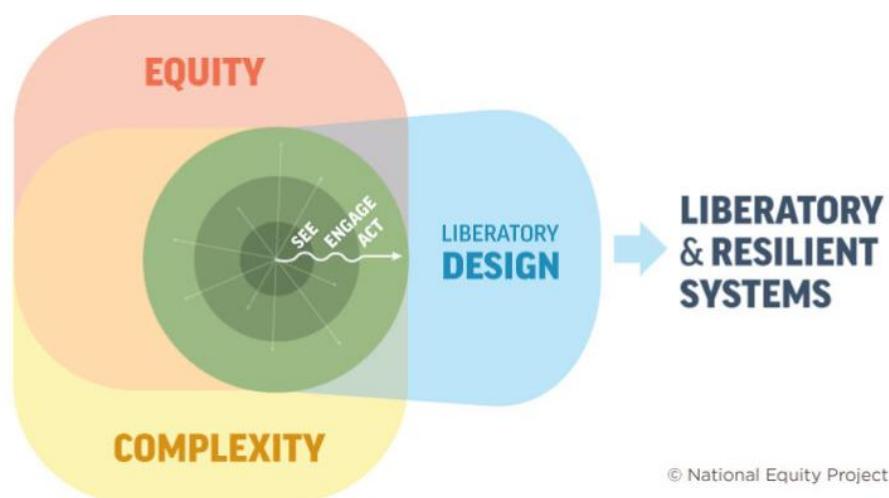 EQUITY
SEE
ENGAGE
ACT
LIBERATORY
DESIGN
LIBERATORY
& RESILIENT
SYSTEMS
COMPLEXITY
© National Equity Project